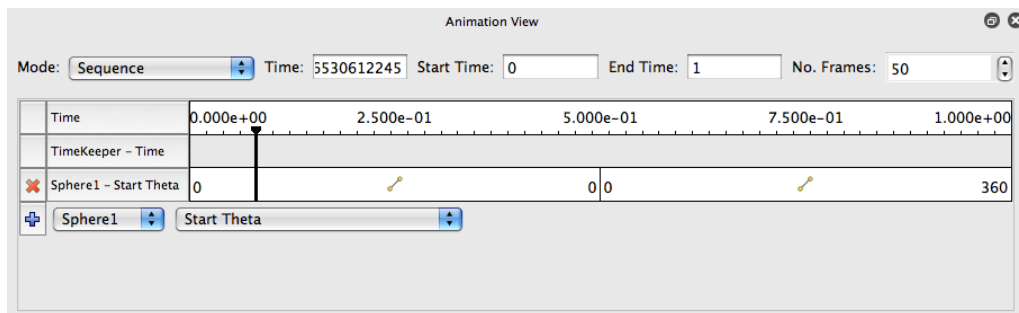 Animation View
Mode: Sequence Time: 5530612245 Start Time: 0 End Time: 1 No. Frames: 50
Time 0.000e+00 2.500e-01 5.000e-01 7.500e-01 1.000e+00
TimeKeeper - Time
Sphere1 - Start Theta 0 0 0 360
Sphere1 Start Theta